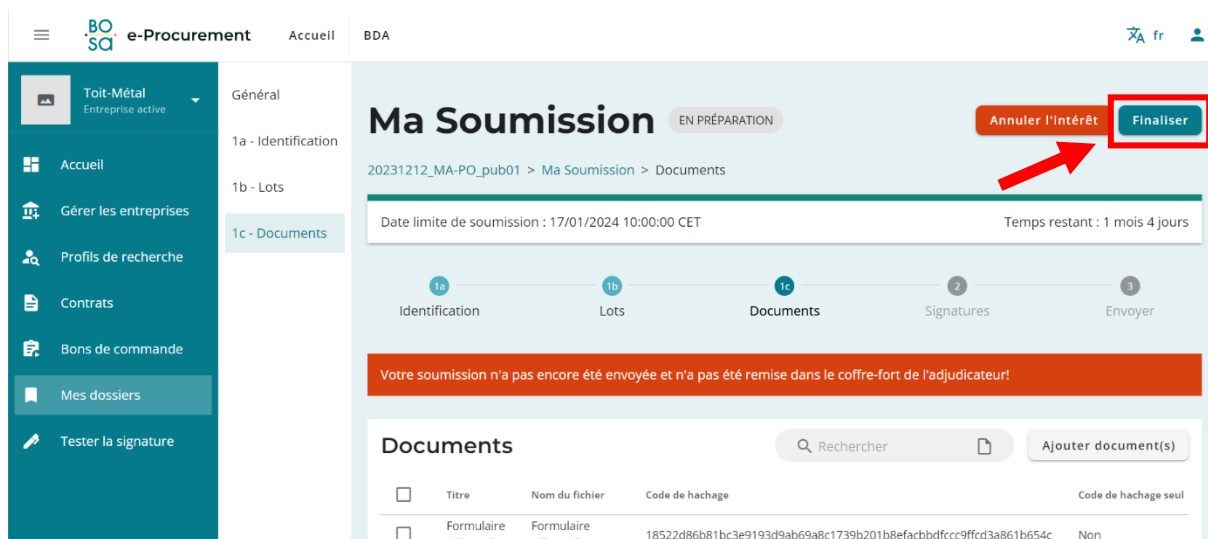 BO
SA
e-Procurement
Accueil
BDA
fr
Toit-Métal
Entreprise active
Accueil
Gérer les entreprises
Profils de recherche
Contrats
Bons de commande
Mes dossiers
Tester la signature
Général
1a - Identification
1b - Lots
1c - Documents
Ma Soumission
EN PRÉPARATION
Annuler l'intérêt
Finaliser
20231212_MA-PO_pub01 > Ma Soumission > Documents
Date limite de soumission : 17/01/2024 10:00:00 CET
Temps restant : 1 mois 4 jours
1a
Identification
1b
Lots
1c
Documents
2
Signatures
3
Envoyer
Votre soumission n'a pas encore été envoyée et n'a pas été remise dans le coffre-fort de l'adjudicateur!
Documents
Rechercher
Ajouter document(s)
Titre
Nom du fichier
Code de hachage
Code de hachage seul
Formulaire
Formulaire
18522d86b81bc3e9193d9ab69a8c1739b201b8efacbbdfccc9ffcd3a861b654c
Non